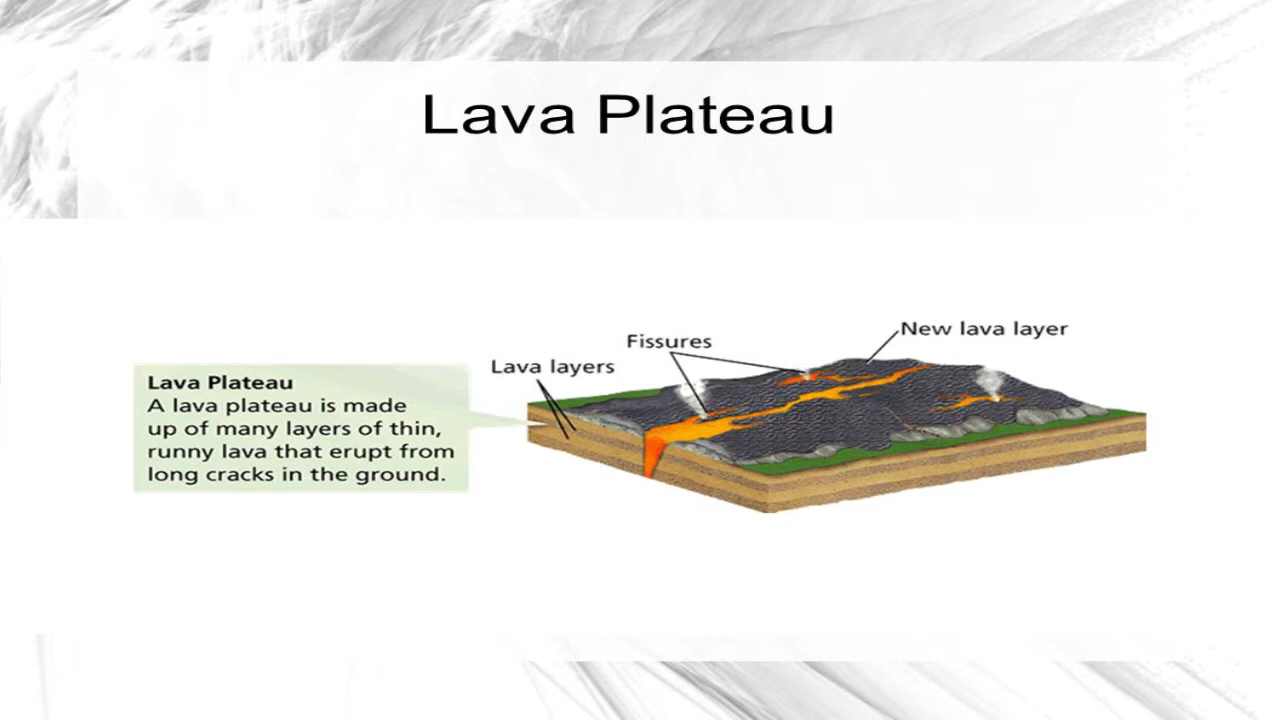 Lava Plateau
New lava layer
Fissures
Lava layers
Lava Plateau
A lava plateau is made
up of many layers of thin,
runny lava that erupt from
long cracks in the ground.